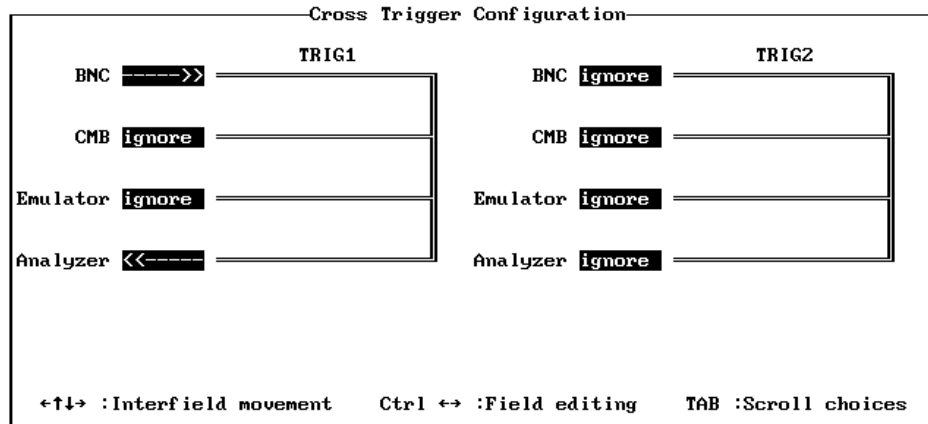 Cross Trigger Configuration
TRIG1 TRIG2
BNC ----->> BNC ignore
CMB ignore CMB ignore
Emulator ignore Emulator ignore
Analyzer <<----- Analyzer ignore
←↑↓→ :Interfield movement Ctrl ↔ :Field editing TAB :Scroll choices